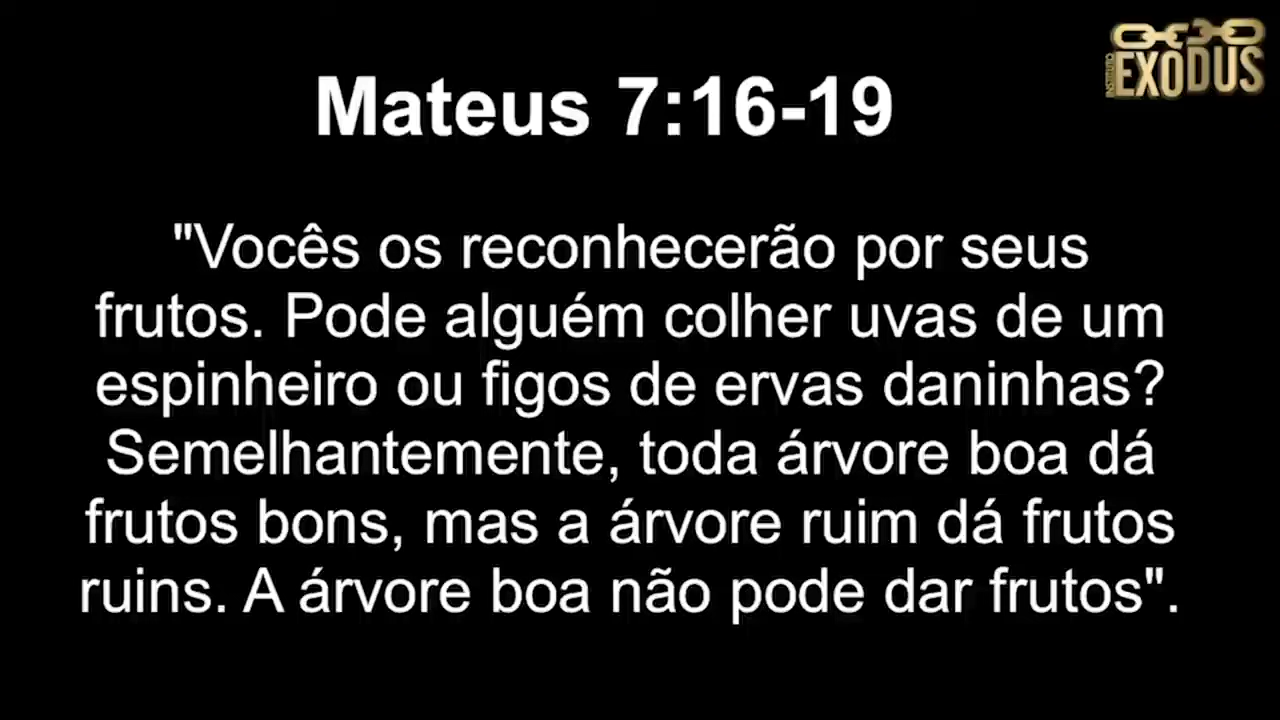 INSTITUTO
EXODUS
Mateus 7:16-19
"Vocês os reconhecerão por seus
frutos. Pode alguém colher uvas de um
espinheiro ou figos de ervas daninhas?
Semelhantemente, toda árvore boa dá
frutos bons, mas a árvore ruim dá frutos
ruins. A árvore boa não pode dar frutos".